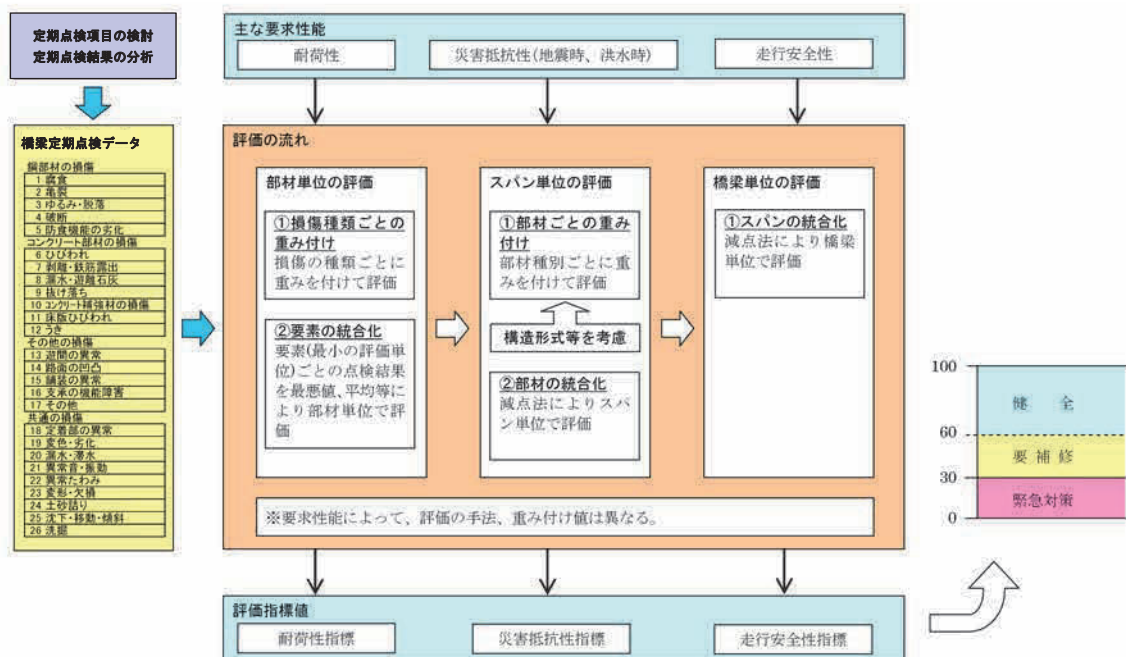 定期点検項目の検討
定期点検結果の分析
橋梁定期点検データ
鋼部材の損傷
1 腐食
2 亀裂
3 ゆるみ・脱落
4 破断
5 防食機能の劣化
コンクリート部材の損傷
6 ひびわれ
7 剥離・鉄筋露出
8 漏水・遊離石灰
9 抜け落ち
10 コンクリート補強材の損傷
11 床版ひびわれ
12 うき
その他の損傷
13 遊間の異常
14 路面の凹凸
15 舗装の異常
16 支承の機能障害
17 その他
共通の損傷
18 定着部の異常
19 変色・劣化
20 漏水・滞水
21 異常音・振動
22 異常たわみ
23 変形・欠損
24 土砂詰り
25 沈下・移動・傾斜
26 洗掘
主な要求性能
耐荷性
災害抵抗性(地震時、洪水時)
走行安全性
評価の流れ
部材単位の評価
①損傷種類ごとの
重み付け
損傷の種類ごとに
重みを付けて評価
②要素の統合化
要素(最小の評価単
位)ごとの点検結果
を最悪値、平均等に
より部材単位で評
価
スパン単位の評価
①部材ごとの重み
付け
部材種別ごとに重
みを付けて評価
構造形式等を考慮
②部材の統合化
減点法によりスパ
ン単位で評価
橋梁単位の評価
①スパンの統合化
減点法により橋梁
単位で評価
※要求性能によって、評価の手法、重み付け値は異なる。
評価指標値
耐荷性指標
災害抵抗性指標
走行安全性指標
100
健 全
60
要 補 修
30
緊急対策
0